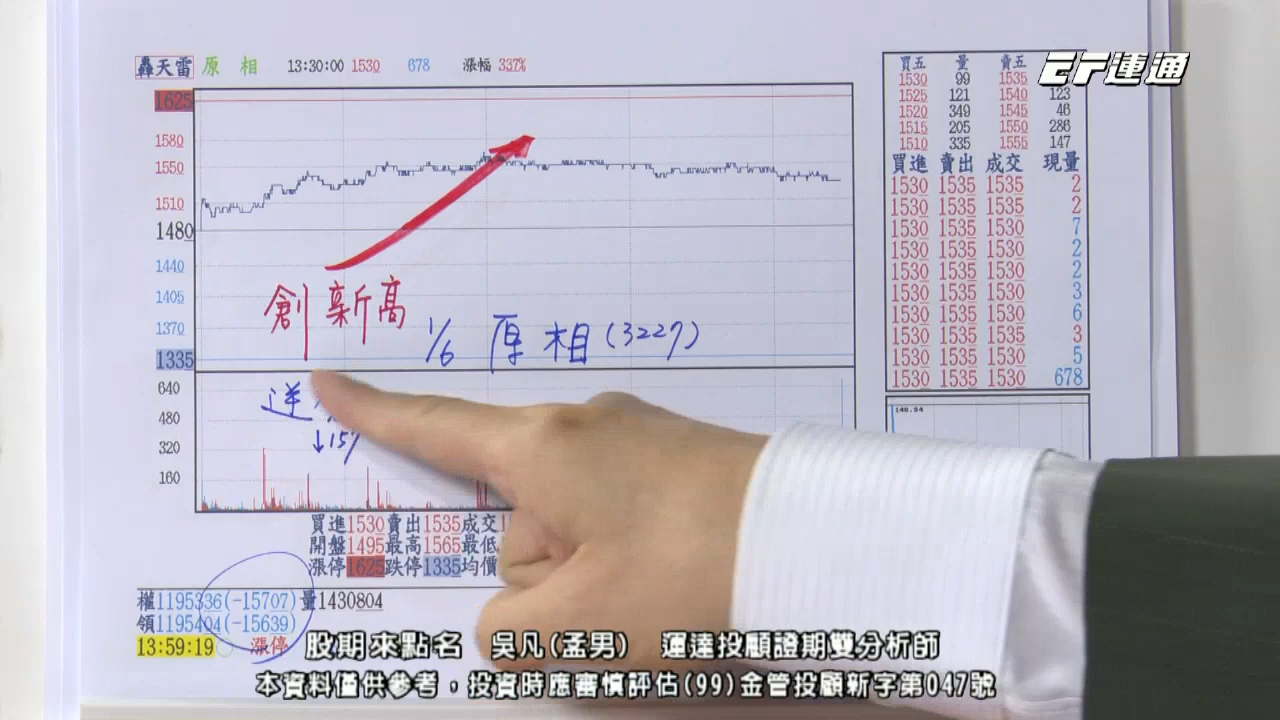 轟天雷 原相 13:30:00 1530 678 漲幅 3.37%
EF運通
1625
1580
1550
1510
1480
1440
1405
1370
1335
640
480
320
160
創新高
1/6 原相(3227)
逆
↓157
買五 量 賣五
1530 99 1535 123
1525 121 1540
1520 349 1545 46
1515 205 1550 286
1510 335 1555 147
買進 賣出 成交 現量
1530 1535 1535 2
1530 1535 1535 2
1530 1535 1530 7
1530 1535 1530 2
1530 1535 1530 2
1530 1535 1530 3
1530 1535 1530 6
1530 1535 1535 3
1530 1535 1530 5
1530 1535 1530 678
140.54
買進1530賣出1535成交1
開盤1495最高1565最低
漲停1625跌停1335均價
權1195336(-15707)量1430804
領1195404(-15639)
13:59:19 漲停
股期來點名 吳凡(孟男) 運達投顧證期雙分析師
本資料僅供參考，投資時應審慎評估(99)金管投顧新字第047號